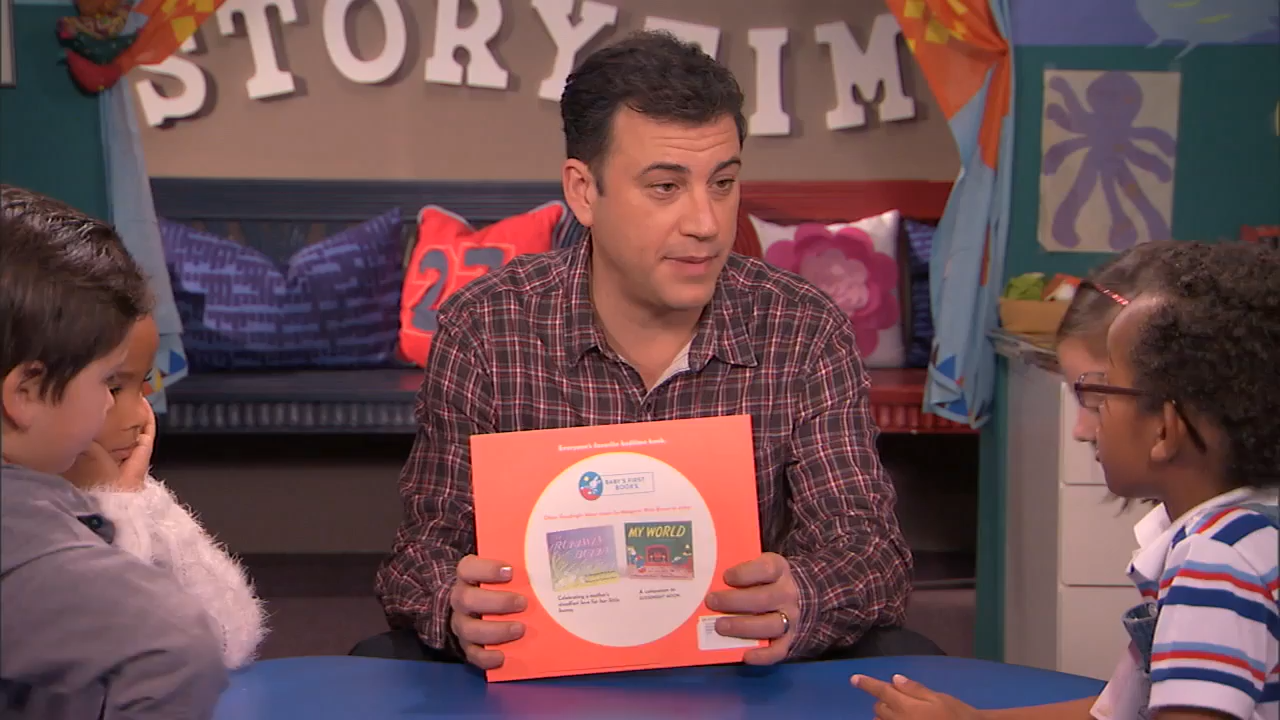 STORYTIM
27
Everyone's favorite bedtime book.
BABY'S FIRST
BOOKS
MY WORLD
Celebrating a mother's
steadfast love for her little
bunny.
A companion to
GOODNIGHT MOON.